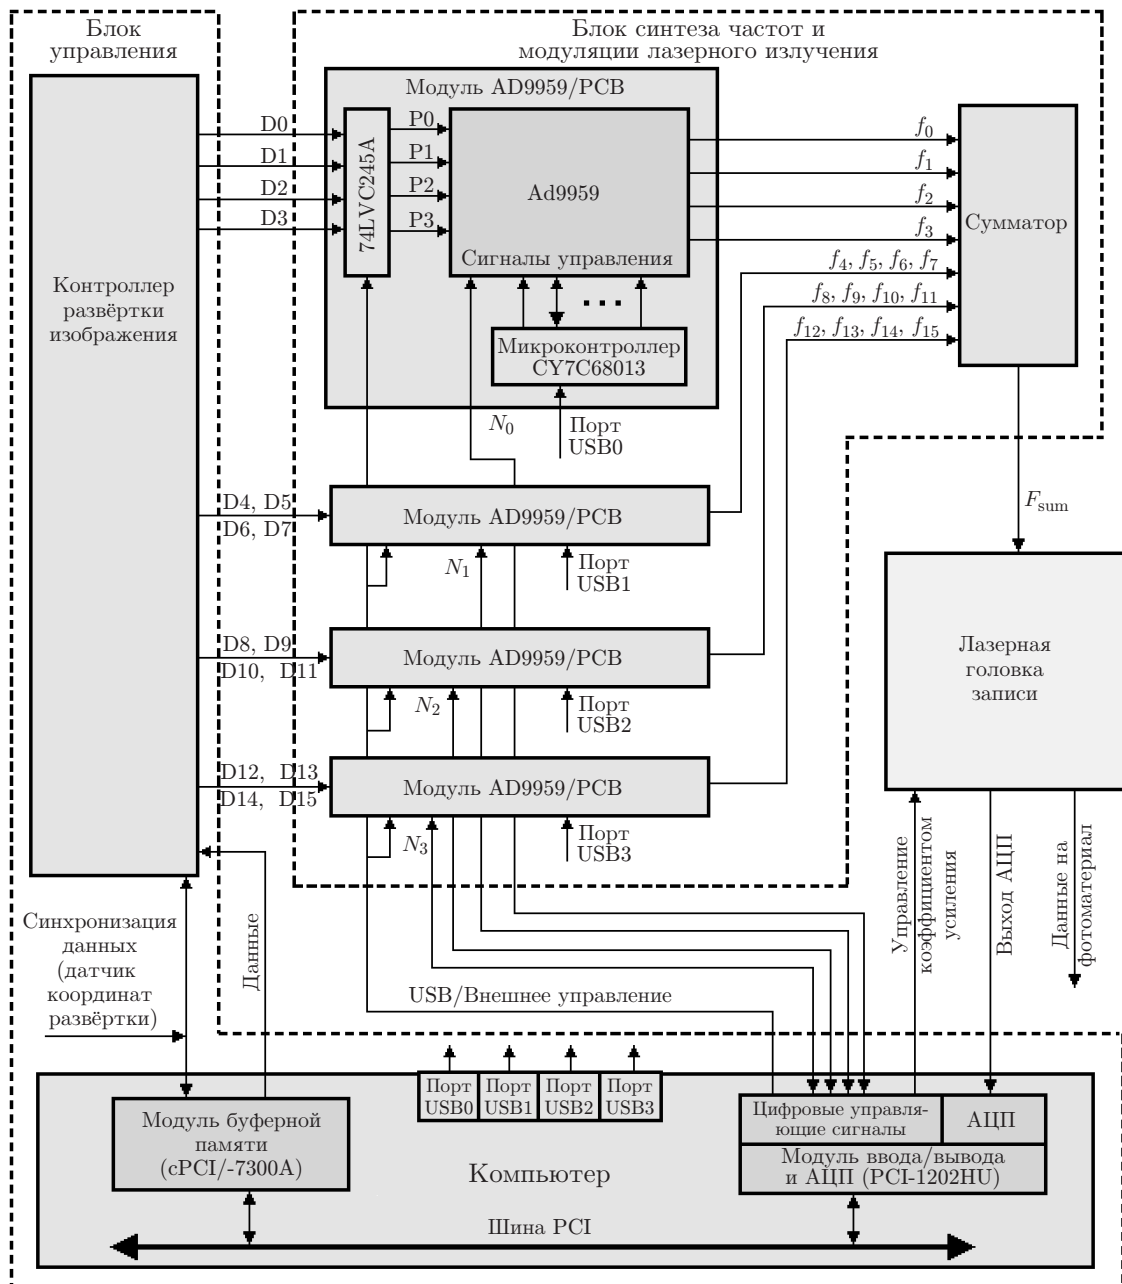 Блок
управления
Блок синтеза частот и
модуляции лазерного излучения
Модуль AD9959/PCB
D0
D1
D2
D3
74LVC245A
P0
P1
P2
P3
Ad9959
Сигналы управления
Микроконтроллер
CY7C68013
f0
f1
f2
f3
f4, f5, f6, f7
f8, f9, f10, f11
f12, f13, f14, f15
Сумматор
Контроллер
развёртки
изображения
N0
Порт
USB0
Fsum
D4, D5
D6, D7
Модуль AD9959/PCB
N1
Порт
USB1
D8, D9
D10, D11
Модуль AD9959/PCB
N2
Порт
USB2
Лазерная
головка
записи
D12, D13
D14, D15
Модуль AD9959/PCB
N3
Порт
USB3
Синхронизация
данных
(датчик
координат
развёртки)
Данные
USB/Внешнее управление
Управление
коэффициентом
усиления
Выход АЦП
Данные на
фотоматериал
Порт
USB0
Порт
USB1
Порт
USB2
Порт
USB3
Модуль буферной
памяти
(cPCI/-7300A)
Компьютер
Цифровые управля-
ющие сигналы
АЦП
Модуль ввода/вывода
и АЦП (PCI-1202HU)
Шина PCI